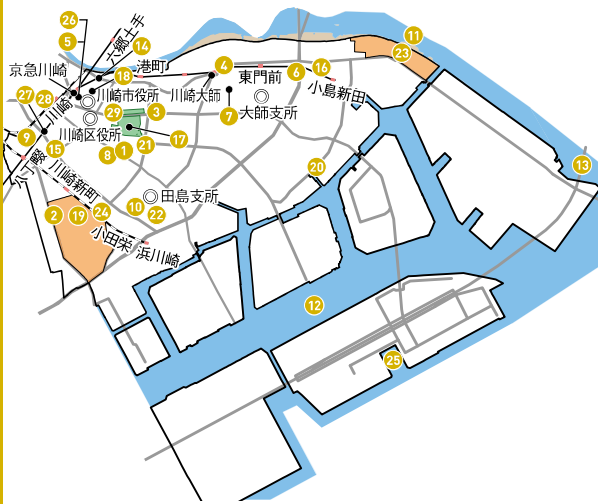 26
5
六郷土手
14
11
23
京急川崎
18
港町
4
東門前
6
16
27
28
川崎
川崎市役所
川崎大師
小島新田
29
3
7
大師支所
9
川崎区役所
17
15
8
1
21
八丁畷
川崎新町
20
13
2
19
24
10
22
田島支所
小田栄
浜川崎
12
25